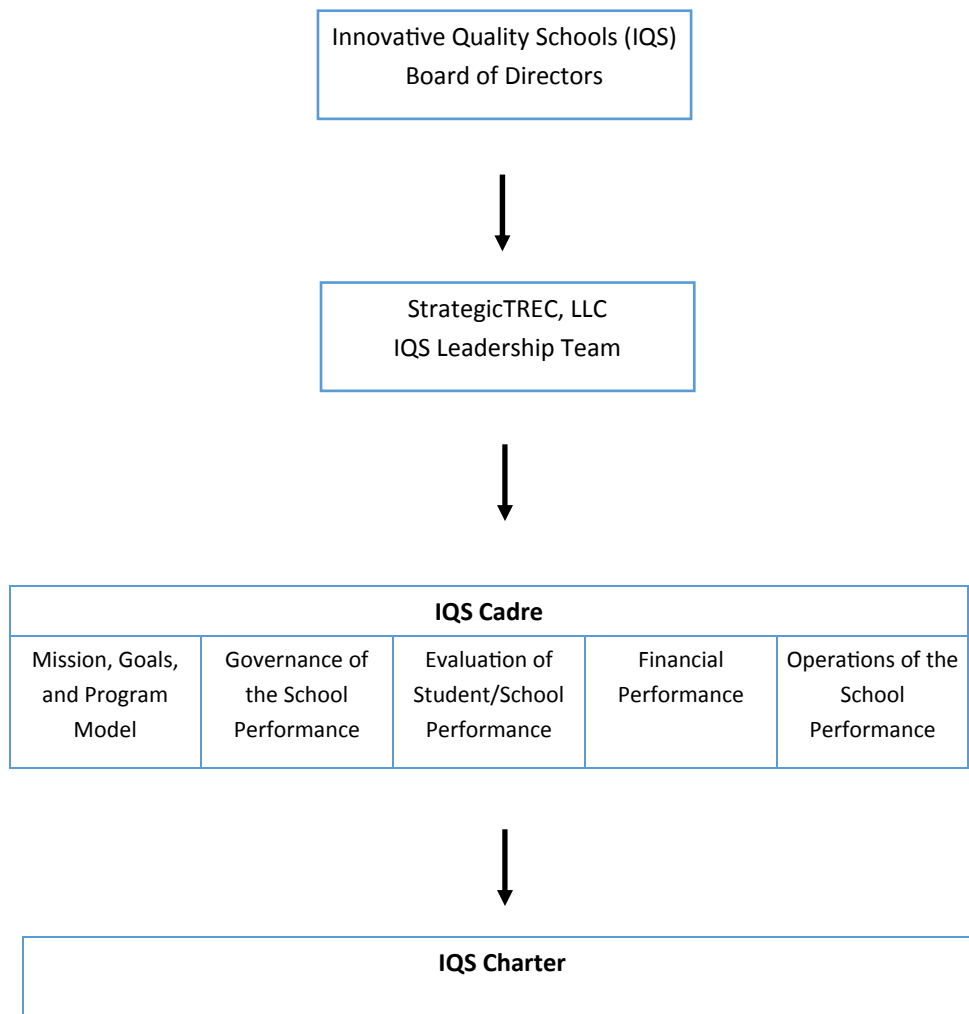 Innovative Quality Schools (IQS)
Board of Directors
StrategicTREC, LLC
IQS Leadership Team
IQS Cadre
Mission, Goals,
and Program
Model
Governance of
the School
Performance
Evaluation of
Student/School
Performance
Financial
Performance
Operations of the
School
Performance
IQS Charter